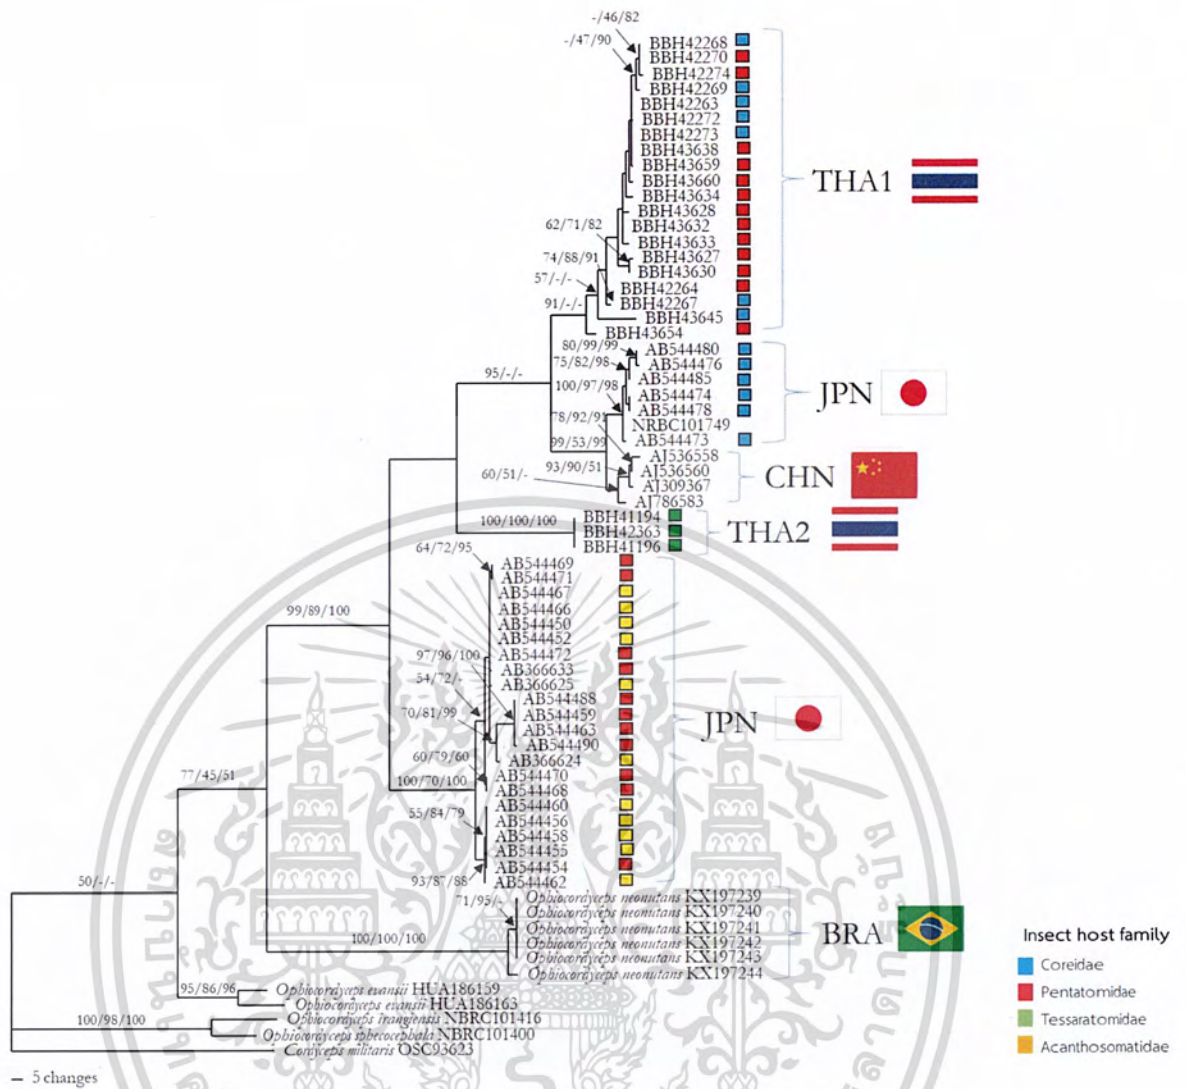 -/46/82
-/47/90
BBH42268
BBH42270
BBH42274
BBH42269
BBH42263
BBH42272
BBH42273
BBH43638
BBH43659
BBH43660
BBH43634
BBH43628
BBH43632
BBH43633
BBH43627
BBH43630
BBH42264
BBH42267
BBH43645
BBH43654
THA1
62/71/82
74/88/91
57/-/-
91/-/-
95/-/-
80/99/99
75/82/98
100/97/98
AB544480
AB544476
AB544485
AB544474
AB544478
NRBC101749
AB544473
JPN
78/92/91
99/53/99
93/90/51
60/51/-
AJ536558
AJ536560
AJ309367
AJ786583
CHN
100/100/100
BBH41194
BBH42363
BBH41196
THA2
64/72/95
99/89/100
AB544469
AB544471
AB544467
AB544466
AB544450
AB544452
AB544472
AB366633
AB366625
AB544488
AB544459
AB544463
AB544490
AB366624
AB544470
AB544468
AB544460
AB544456
AB544458
AB544455
AB544454
AB544462
JPN
97/96/100
54/72/-
70/81/99
60/79/60
100/70/100
77/45/51
55/84/79
93/87/88
50/-/-
71/95/-
100/100/100
Ophiocordyceps neonutans KX197239
Ophiocordyceps neonutans KX197240
Ophiocordyceps neonutans KX197241
Ophiocordyceps neonutans KX197242
Ophiocordyceps neonutans KX197243
Ophiocordyceps neonutans KX197244
BRA
95/86/96
Ophiocordyceps evansii HUA186159
Ophiocordyceps evansii HUA186163
100/98/100
Ophiocordyceps irangiensis NBRC101416
Ophiocordyceps sphecocephala NBRC101400
Cordyceps militaris OSC93623
5 changes
Insect host family
Coreidae
Pentatomidae
Tessaratomidae
Acanthosomatidae